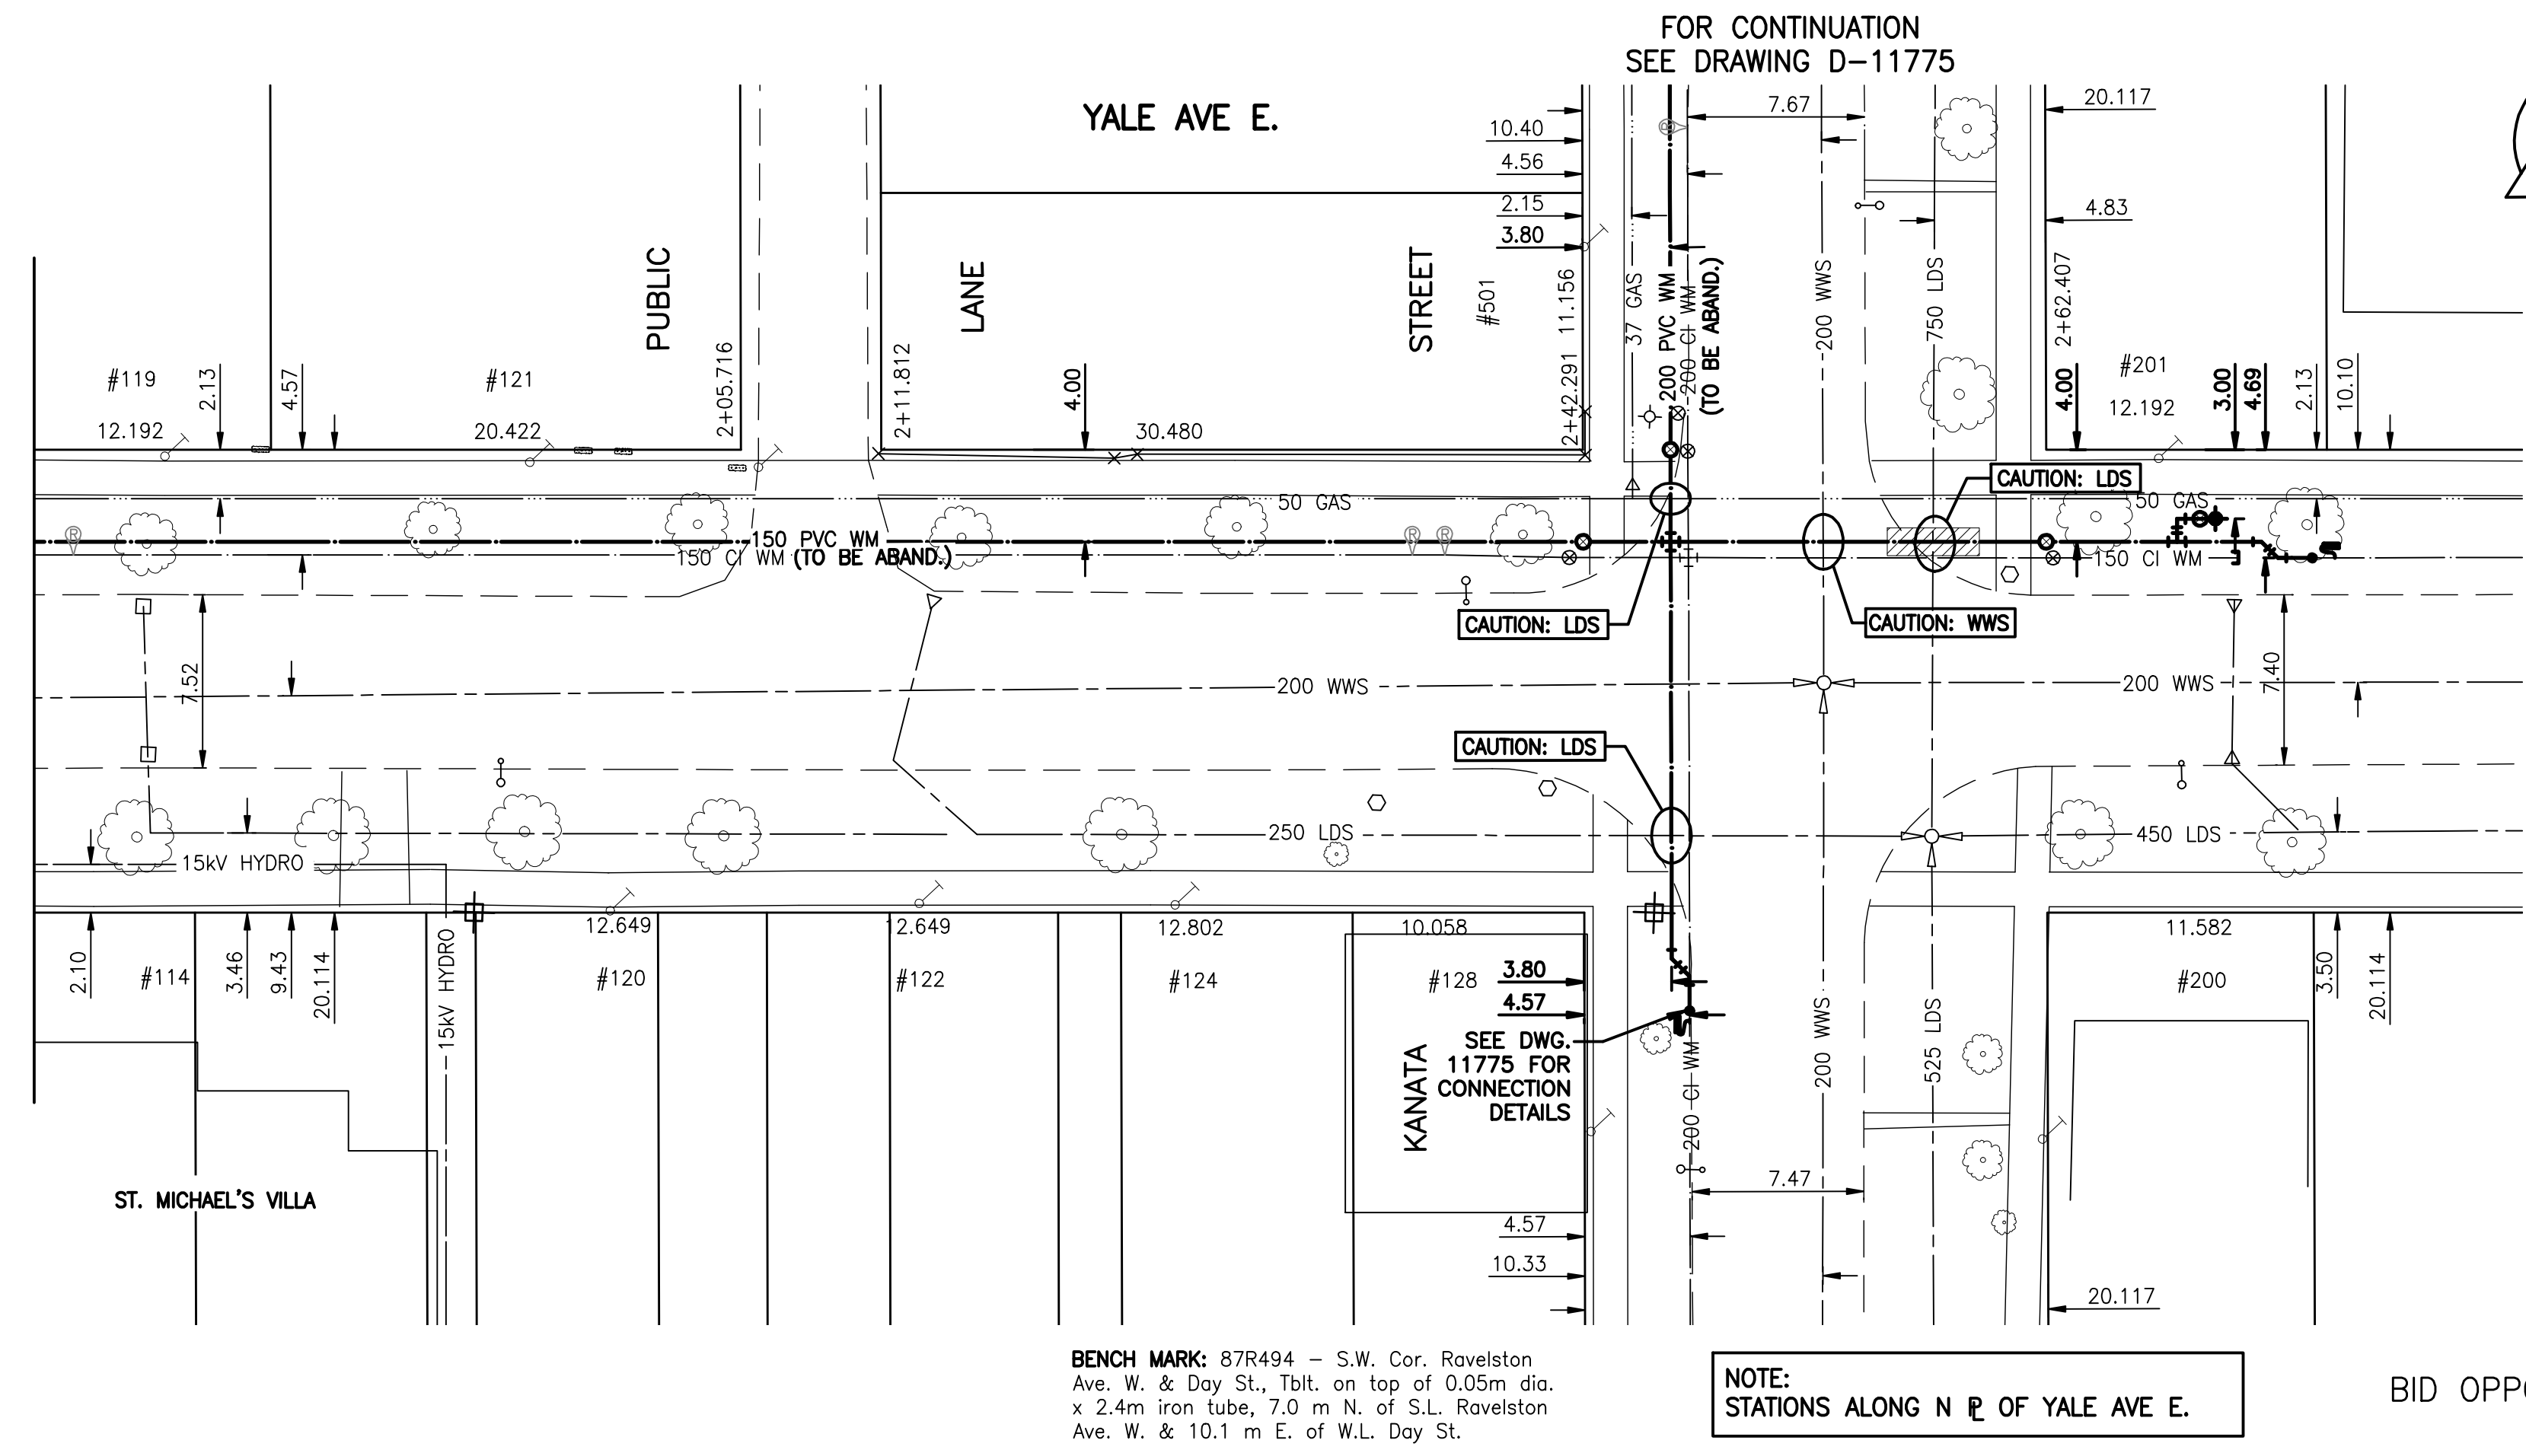 FOR CONTINUATION
SEE DRAWING D-11775
YALE AVE E.
7.67
20.117
10.40
4.56
2.15
3.80
4.83
PUBLIC
LANE
STREET
#501
11.156
2+42.291
37 GAS
200 PVC WM
200 CI WM
(TO BE ABAND.)
200 WWS
750 LDS
2+62.407
#119
2.13
4.57
#121
2+05.716
2+11.812
4.00
4.00
#201
3.00
4.69
2.13
10.10
12.192
20.422
30.480
12.192
CAUTION: LDS
50 GAS
50 GAS
R
R
R
R
150 PVC WM
150 CI WM (TO BE ABAND.)
150 CI WM
CAUTION: LDS
CAUTION: WWS
7.52
200 WWS
200 WWS
7.40
CAUTION: LDS
250 LDS
450 LDS
15kV HYDRO
12.649
12.649
12.802
10.058
11.582
2.10
#114
3.46
9.43
20.114
15kV HYDRO
#120
#122
#124
#128
3.80
4.57
#200
3.50
20.114
SEE DWG.
11775 FOR
CONNECTION
DETAILS
KANATA
200 CI WM
200 WWS
525 LDS
ST. MICHAEL'S VILLA
7.47
4.57
10.33
20.117
BENCH MARK: 87R494 – S.W. Cor. Ravelston
Ave. W. & Day St., Tblt. on top of 0.05m dia.
x 2.4m iron tube, 7.0 m N. of S.L. Ravelston
Ave. W. & 10.1 m E. of W.L. Day St.
NOTE:
STATIONS ALONG N PL OF YALE AVE E.
BID OPP